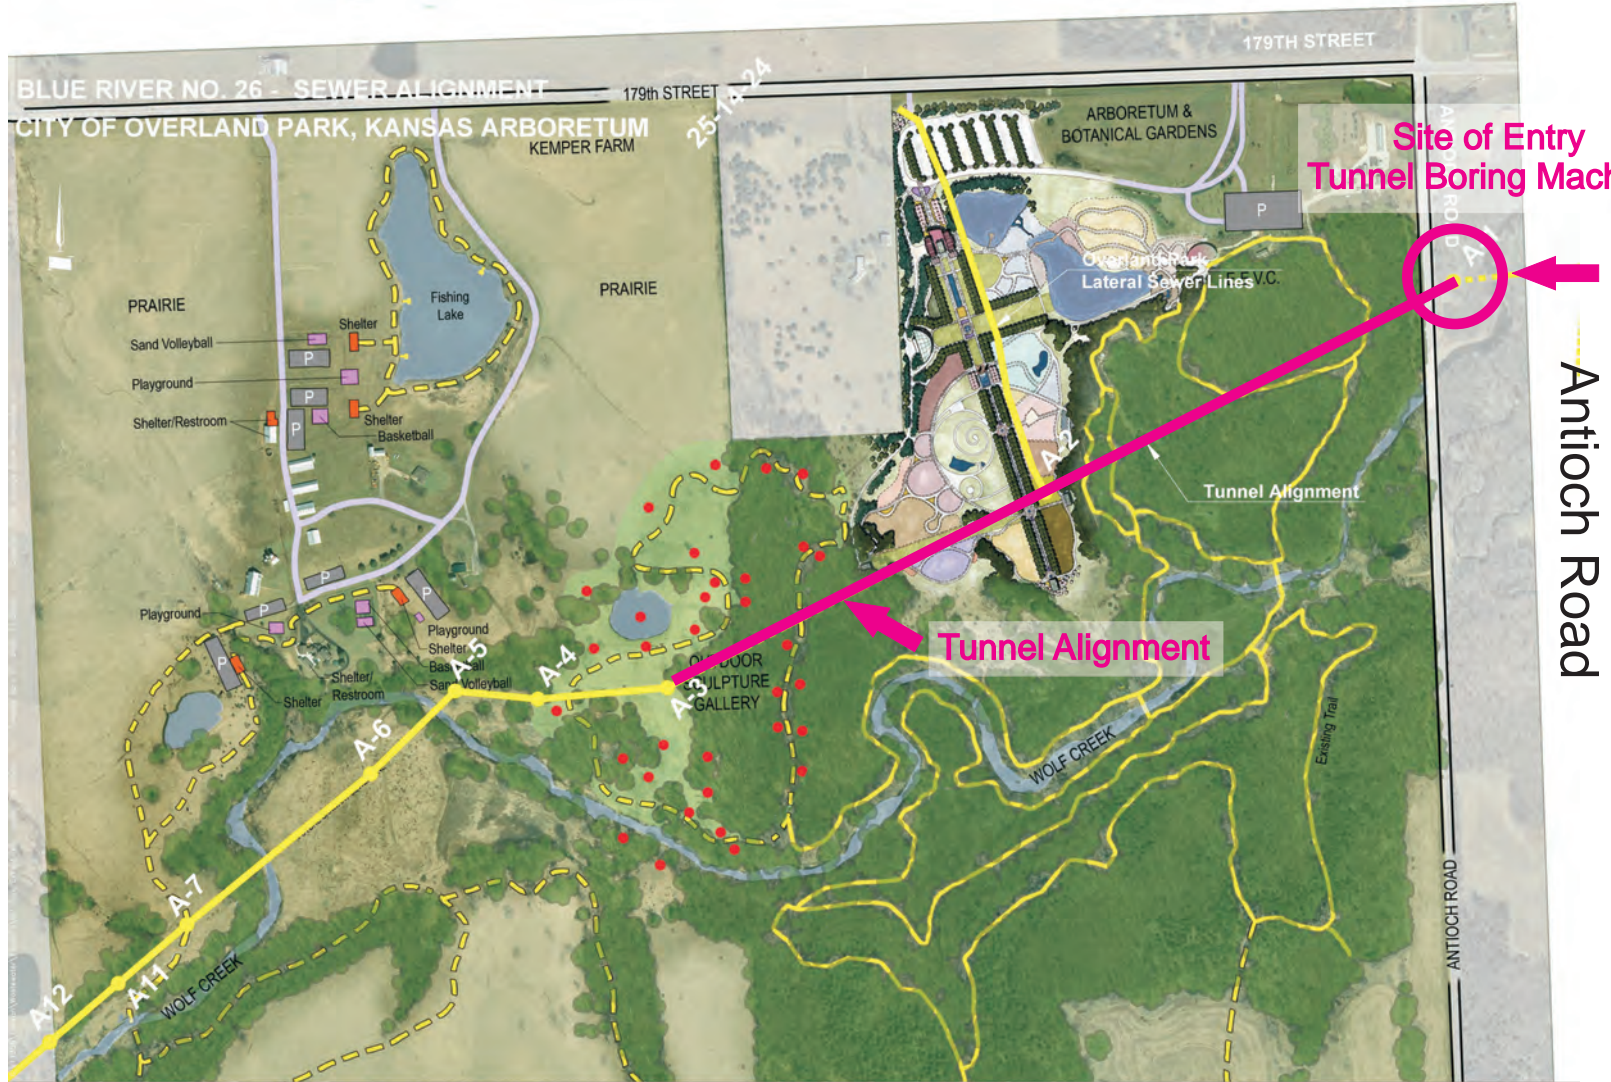 179TH STREET
BLUE RIVER NO. 26 - SEWER ALIGNMENT
179th STREET
25-14-24
CITY OF OVERLAND PARK, KANSAS ARBORETUM
KEMPER FARM
ARBORETUM &
BOTANICAL GARDENS
Site of Entry
Tunnel Boring Mach
ROAD
P
PRAIRIE
PRAIRIE
Fishing
Lake
Overland Park
Lateral Sewer Lines
V.C.
Shelter
Sand Volleyball
P
Playground
P
Shelter/Restroom
P
Shelter
Basketball
Antioch Road
A-2
Tunnel Alignment
P
P
P
Playground
P
Playground
Shelter
Sand Volleyball
Shelter/
Restroom
Shelter
Tunnel Alignment
OUTDOOR
SCULPTURE
GALLERY
A-3
A-4
A-5
A-6
A-7
A11
A12
WOLF CREEK
WOLF CREEK
Existing Trail
ANTIOCH ROAD